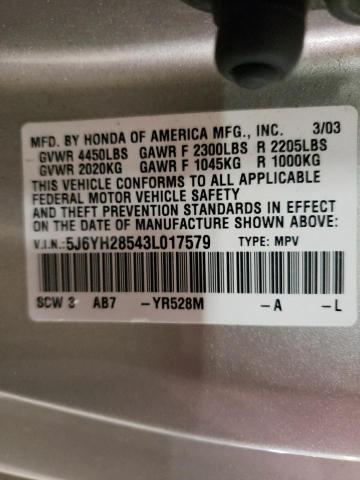 MFD. BY HONDA OF AMERICA MFG., INC. 3/03
GVWR 4450LBS GAWR F 2300LBS R 2205LBS
GVWR 2020KG GAWR F 1045KG R 1000KG
THIS VEHICLE CONFORMS TO ALL APPLICABLE
FEDERAL MOTOR VEHICLE SAFETY
AND THEFT PREVENTION STANDARDS IN EFFECT
ON THE DATE OF MANUFACTURE SHOWN ABOVE:
V.I.N.:5J6YH28543L017579 TYPE: MPV
SCW 3 AB7 -YR528M -A -L